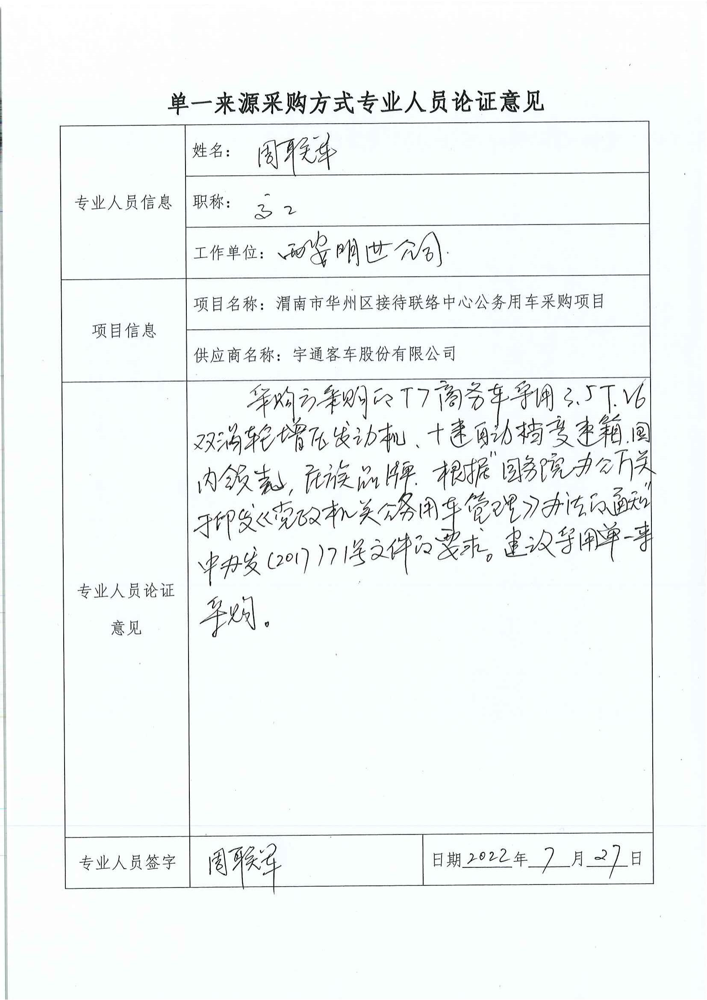 单一来源采购方式专业人员论证意见
专业人员信息
姓名： 周联军
职称： 高工
工作单位： 西安明世公司.
项目信息
项目名称：渭南市华州区接待联络中心公务用车采购项目
供应商名称：宇通客车股份有限公司
专业人员论证
意见
采购方采购的T7商务车采用3.5T.V6
双涡轮增压发动机、十速自动档变速箱.国
内领先，民族品牌. 根据"国务院办公厅关
于印发《党政机关公务用车管理》办法的通知"
中办发(2017)71号文件的要求。建议采用单一来
采购。
专业人员签字
周联军
日期2022年7月27日